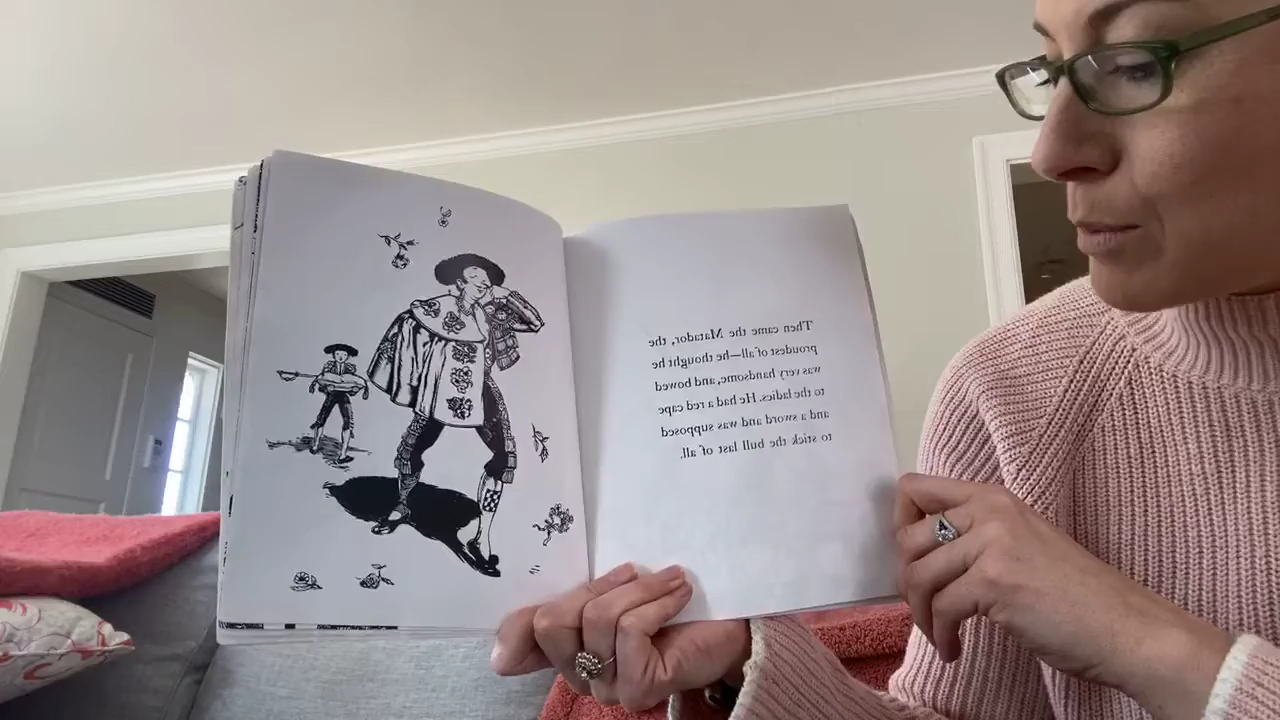 Then came the Matador, the
proudest of all—he thought he
was very handsome, and bowed
to the ladies. He had a red cape
and a sword and was supposed
to stick the bull last of all.